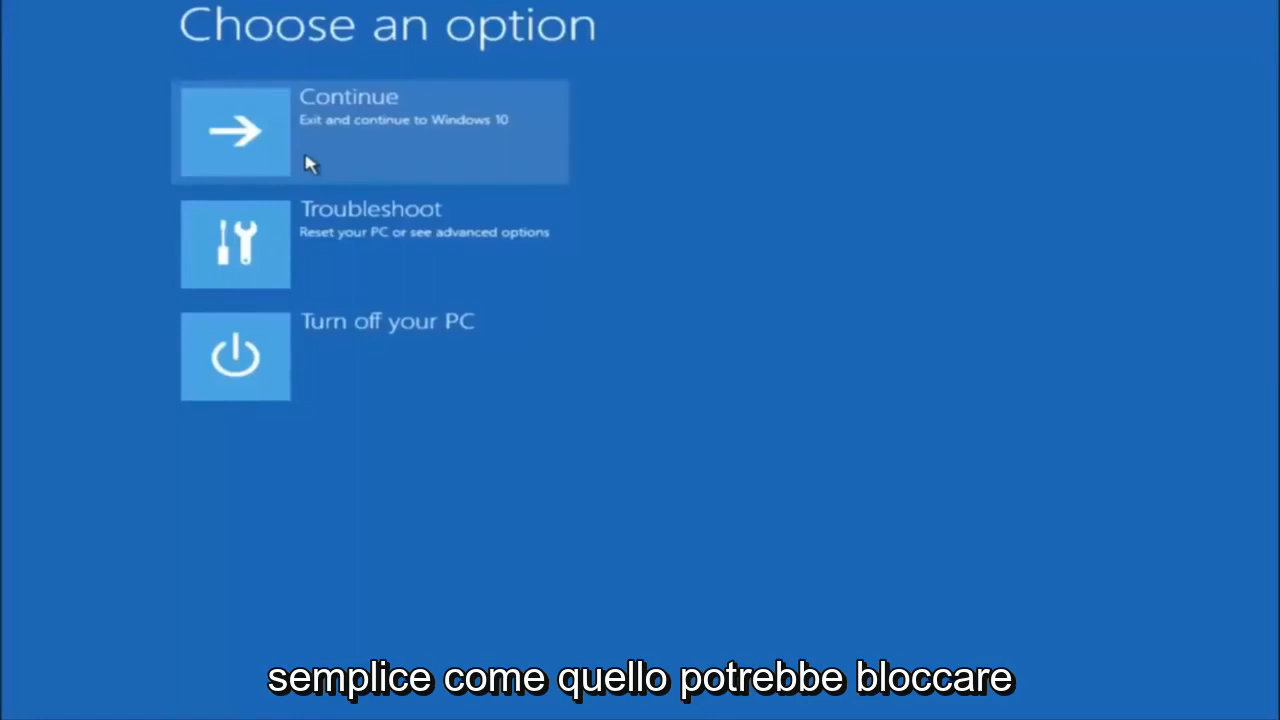 Choose an option
Continue
Exit and continue to Windows 10
Troubleshoot
Reset your PC or see advanced options
Turn off your PC
semplice come quello potrebbe bloccare